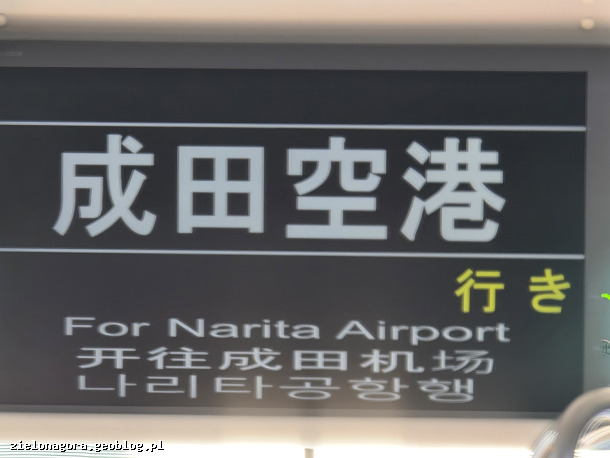 成田空港
行き
For Narita Airport
开往成田机场
나리타공항행
zielonagora.geoblog.pl